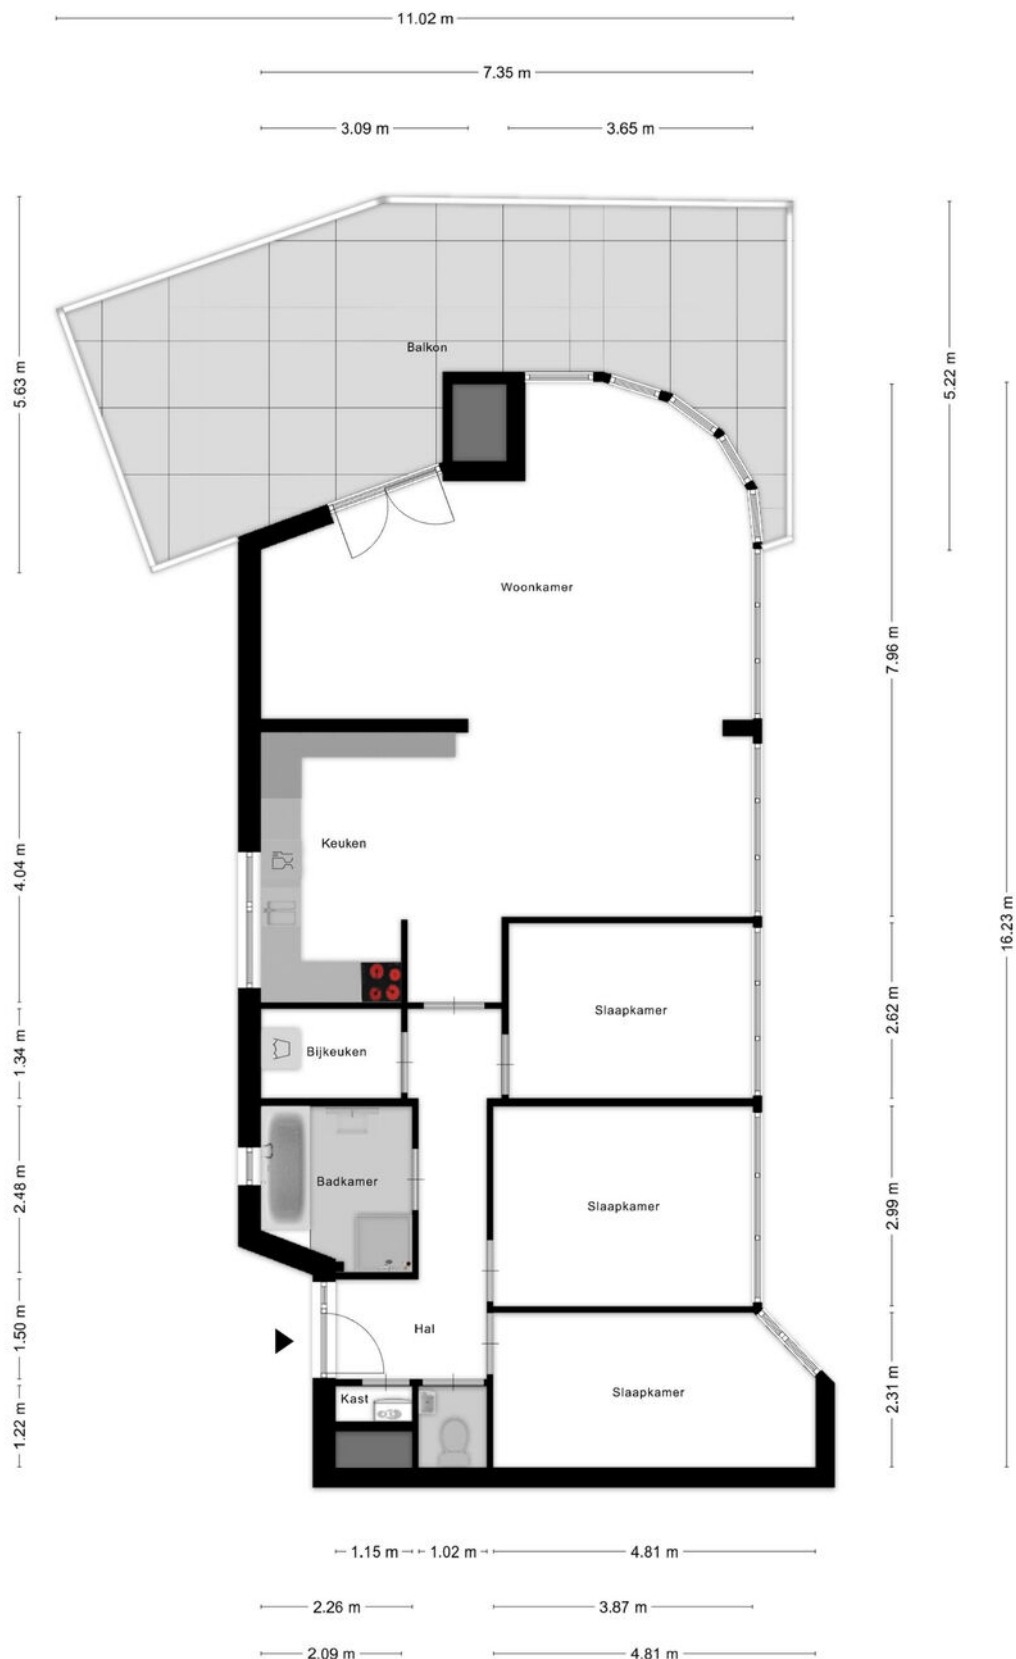 11.02 m
7.35 m
3.09 m
3.65 m
5.63 m
5.22 m
Balkon
Woonkamer
7.96 m
Keuken
4.04 m
16.23 m
Slaapkamer
2.62 m
Bijkeuken
1.34 m
Badkamer
2.48 m
Slaapkamer
2.99 m
Hal
1.50 m
Kast
Slaapkamer
2.31 m
1.22 m
1.15 m
1.02 m
4.81 m
2.26 m
3.87 m
2.09 m
4.81 m